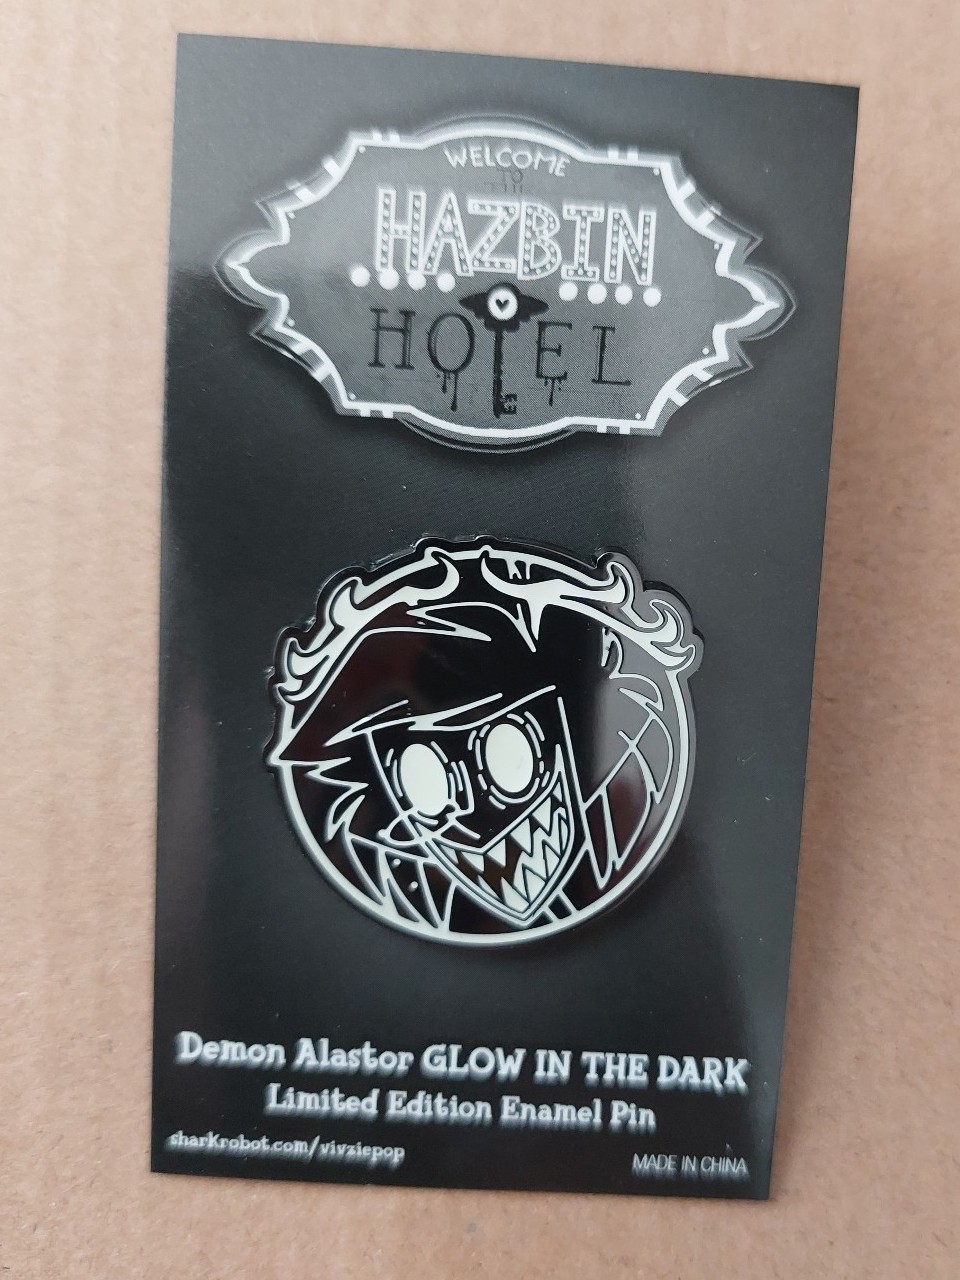 WELCOME
TO
HAZBIN
HOTEL
Demon Alastor GLOW IN THE DARK
Limited Edition Enamel Pin
sharkrobot.com/vivziepop
MADE IN CHINA